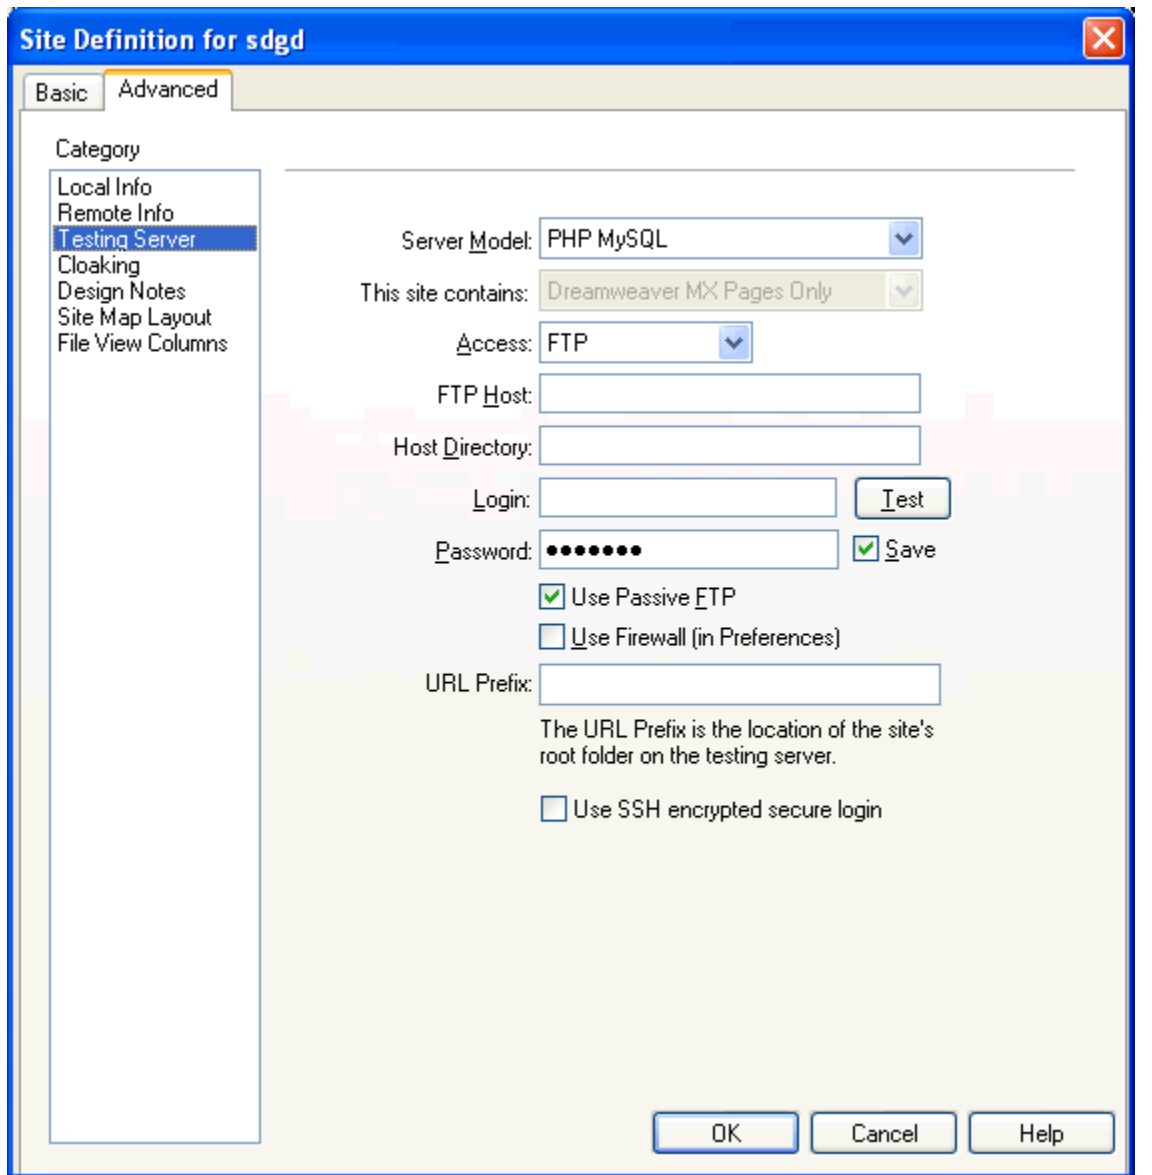 Site Definition for sdgd
Basic
Advanced
Category
Local Info
Remote Info
Testing Server
Cloaking
Design Notes
Site Map Layout
File View Columns
Server Model: PHP MySQL
This site contains: Dreamweaver MX Pages Only
Access: FTP
FTP Host:
Host Directory:
Login: Test
Password: ●●●●●●● Save
Use Passive FTP
Use Firewall (in Preferences)
URL Prefix:
The URL Prefix is the location of the site's
root folder on the testing server.
Use SSH encrypted secure login
OK Cancel Help